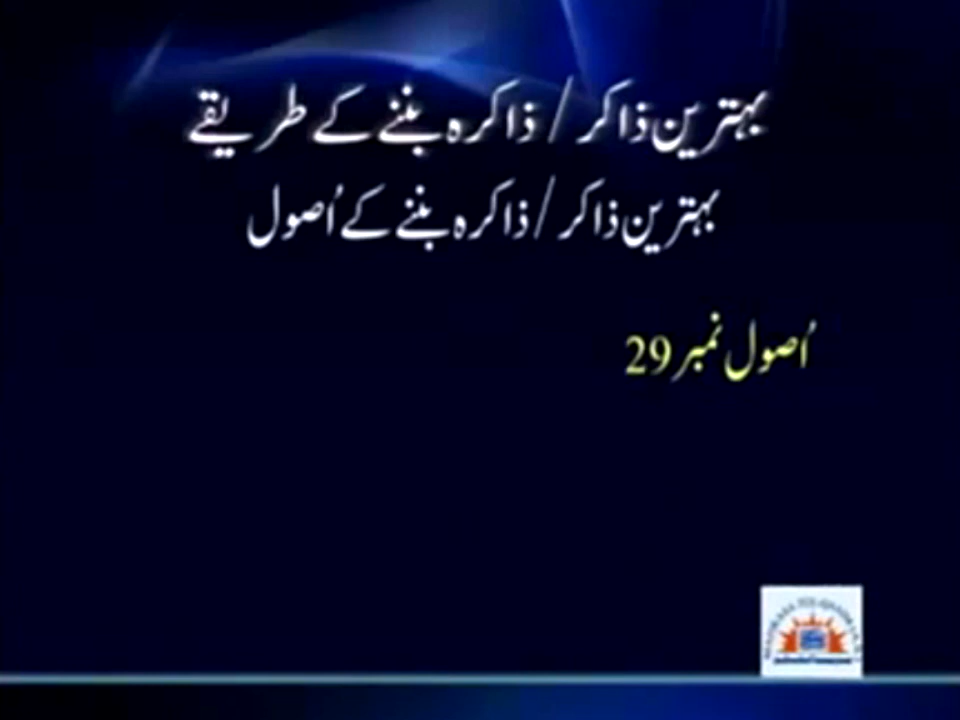 بہترین ذاکر / ذاکرہ بننے کے طریقے
بہترین ذاکر / ذاکرہ بننے کے اُصول
اُصول نمبر 29